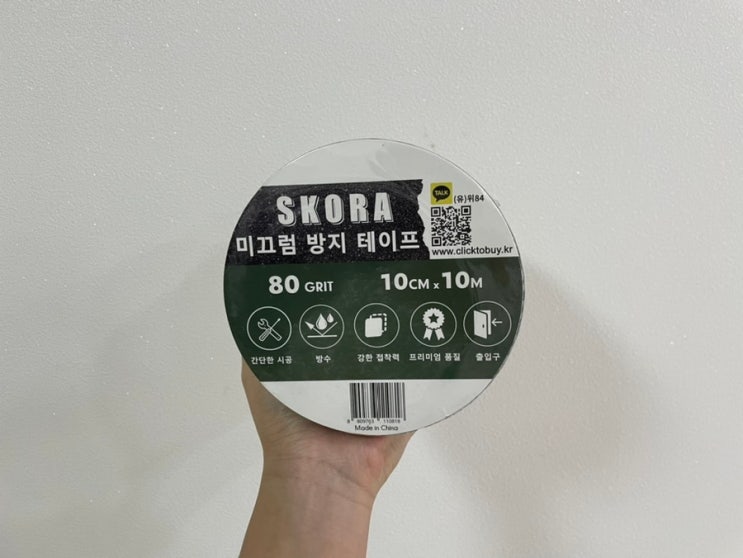 SKORA
미끄럼 방지 테이프
TALK
(유)위84
www.clicktobuy.kr
80 GRIT
10CM x 10M
간단한 시공
방수
강한 접착력
프리미엄 품질
출입구
Made in China